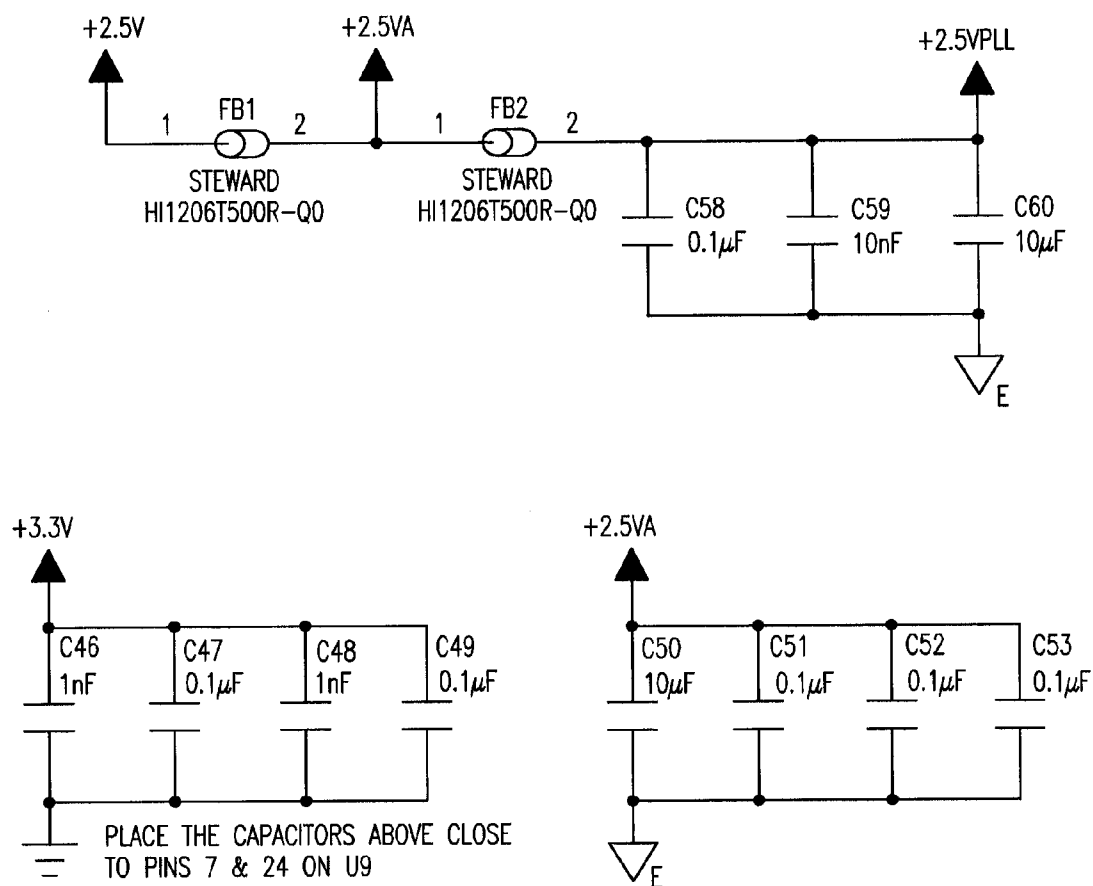 +2.5V
+2.5VA
+2.5VPLL
FB1
FB2
1
2
1
2
STEWARD
HI1206T500R-Q0
STEWARD
HI1206T500R-Q0
C58
0.1μF
C59
10nF
C60
10μF
E
+3.3V
+2.5VA
C46
1nF
C47
0.1μF
C48
1nF
C49
0.1μF
C50
10μF
C51
0.1μF
C52
0.1μF
C53
0.1μF
PLACE THE CAPACITORS ABOVE CLOSE
TO PINS 7 & 24 ON U9
E